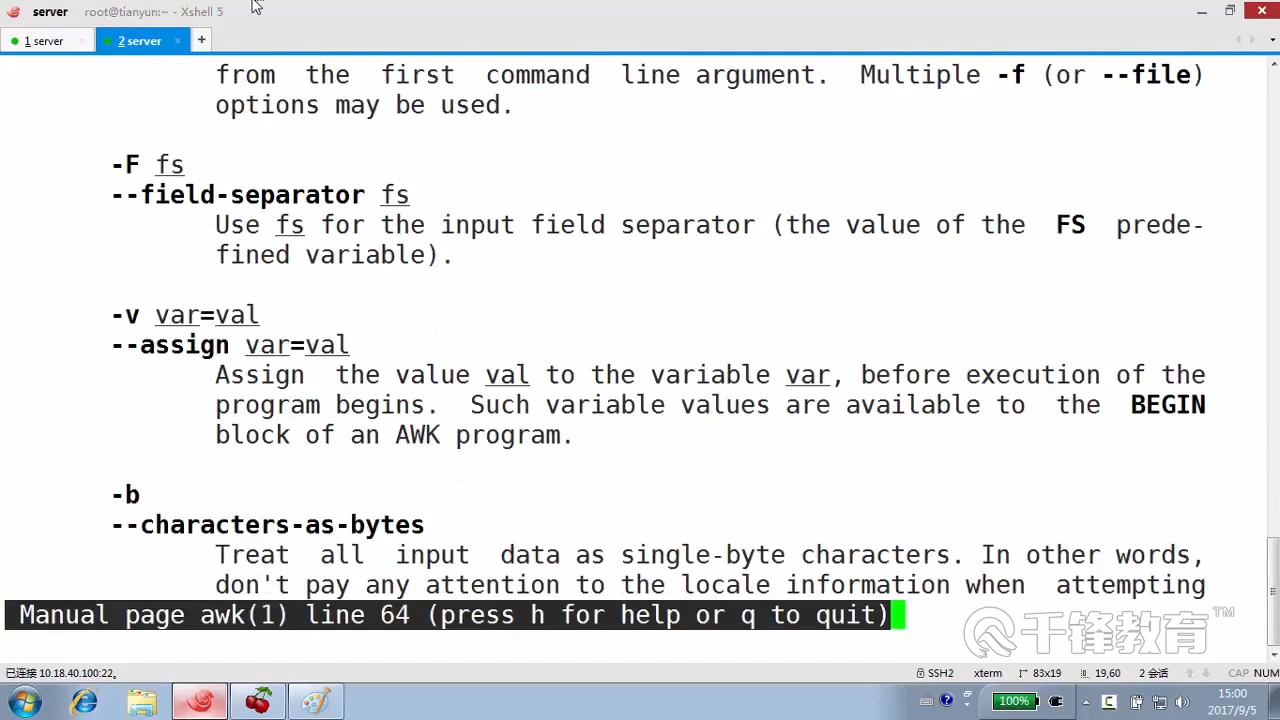 server root@tianyun:~ - Xshell 5
1 server × 2 server × +
from the first command line argument. Multiple -f (or --file)
options may be used.
-F fs
--field-separator fs
Use fs for the input field separator (the value of the FS prede-
fined variable).
-v var=val
--assign var=val
Assign the value val to the variable var, before execution of the
program begins. Such variable values are available to the BEGIN
block of an AWK program.
-b
--characters-as-bytes
Treat all input data as single-byte characters. In other words,
don't pay any attention to the locale information when attempting
Manual page awk(1) line 64 (press h for help or q to quit)
千锋教育™
已连接 10.18.40.100:22。 SSH2 xterm 83x19 19,60 2 会话 CAP NUM
100% 15:00
2017/9/5